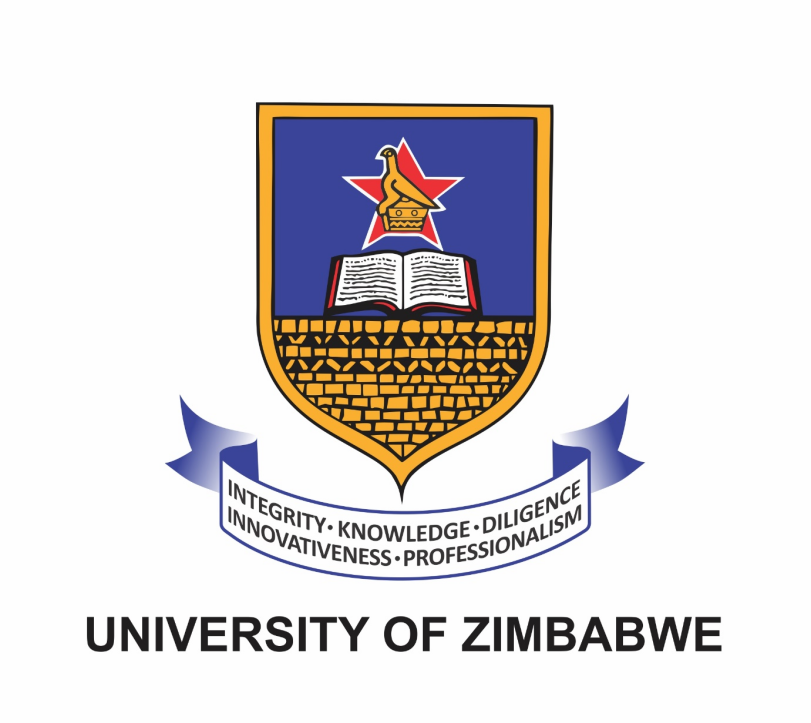 INTEGRITY · KNOWLEDGE · DILIGENCE
INNOVATIVENESS · PROFESSIONALISM
UNIVERSITY OF ZIMBABWE